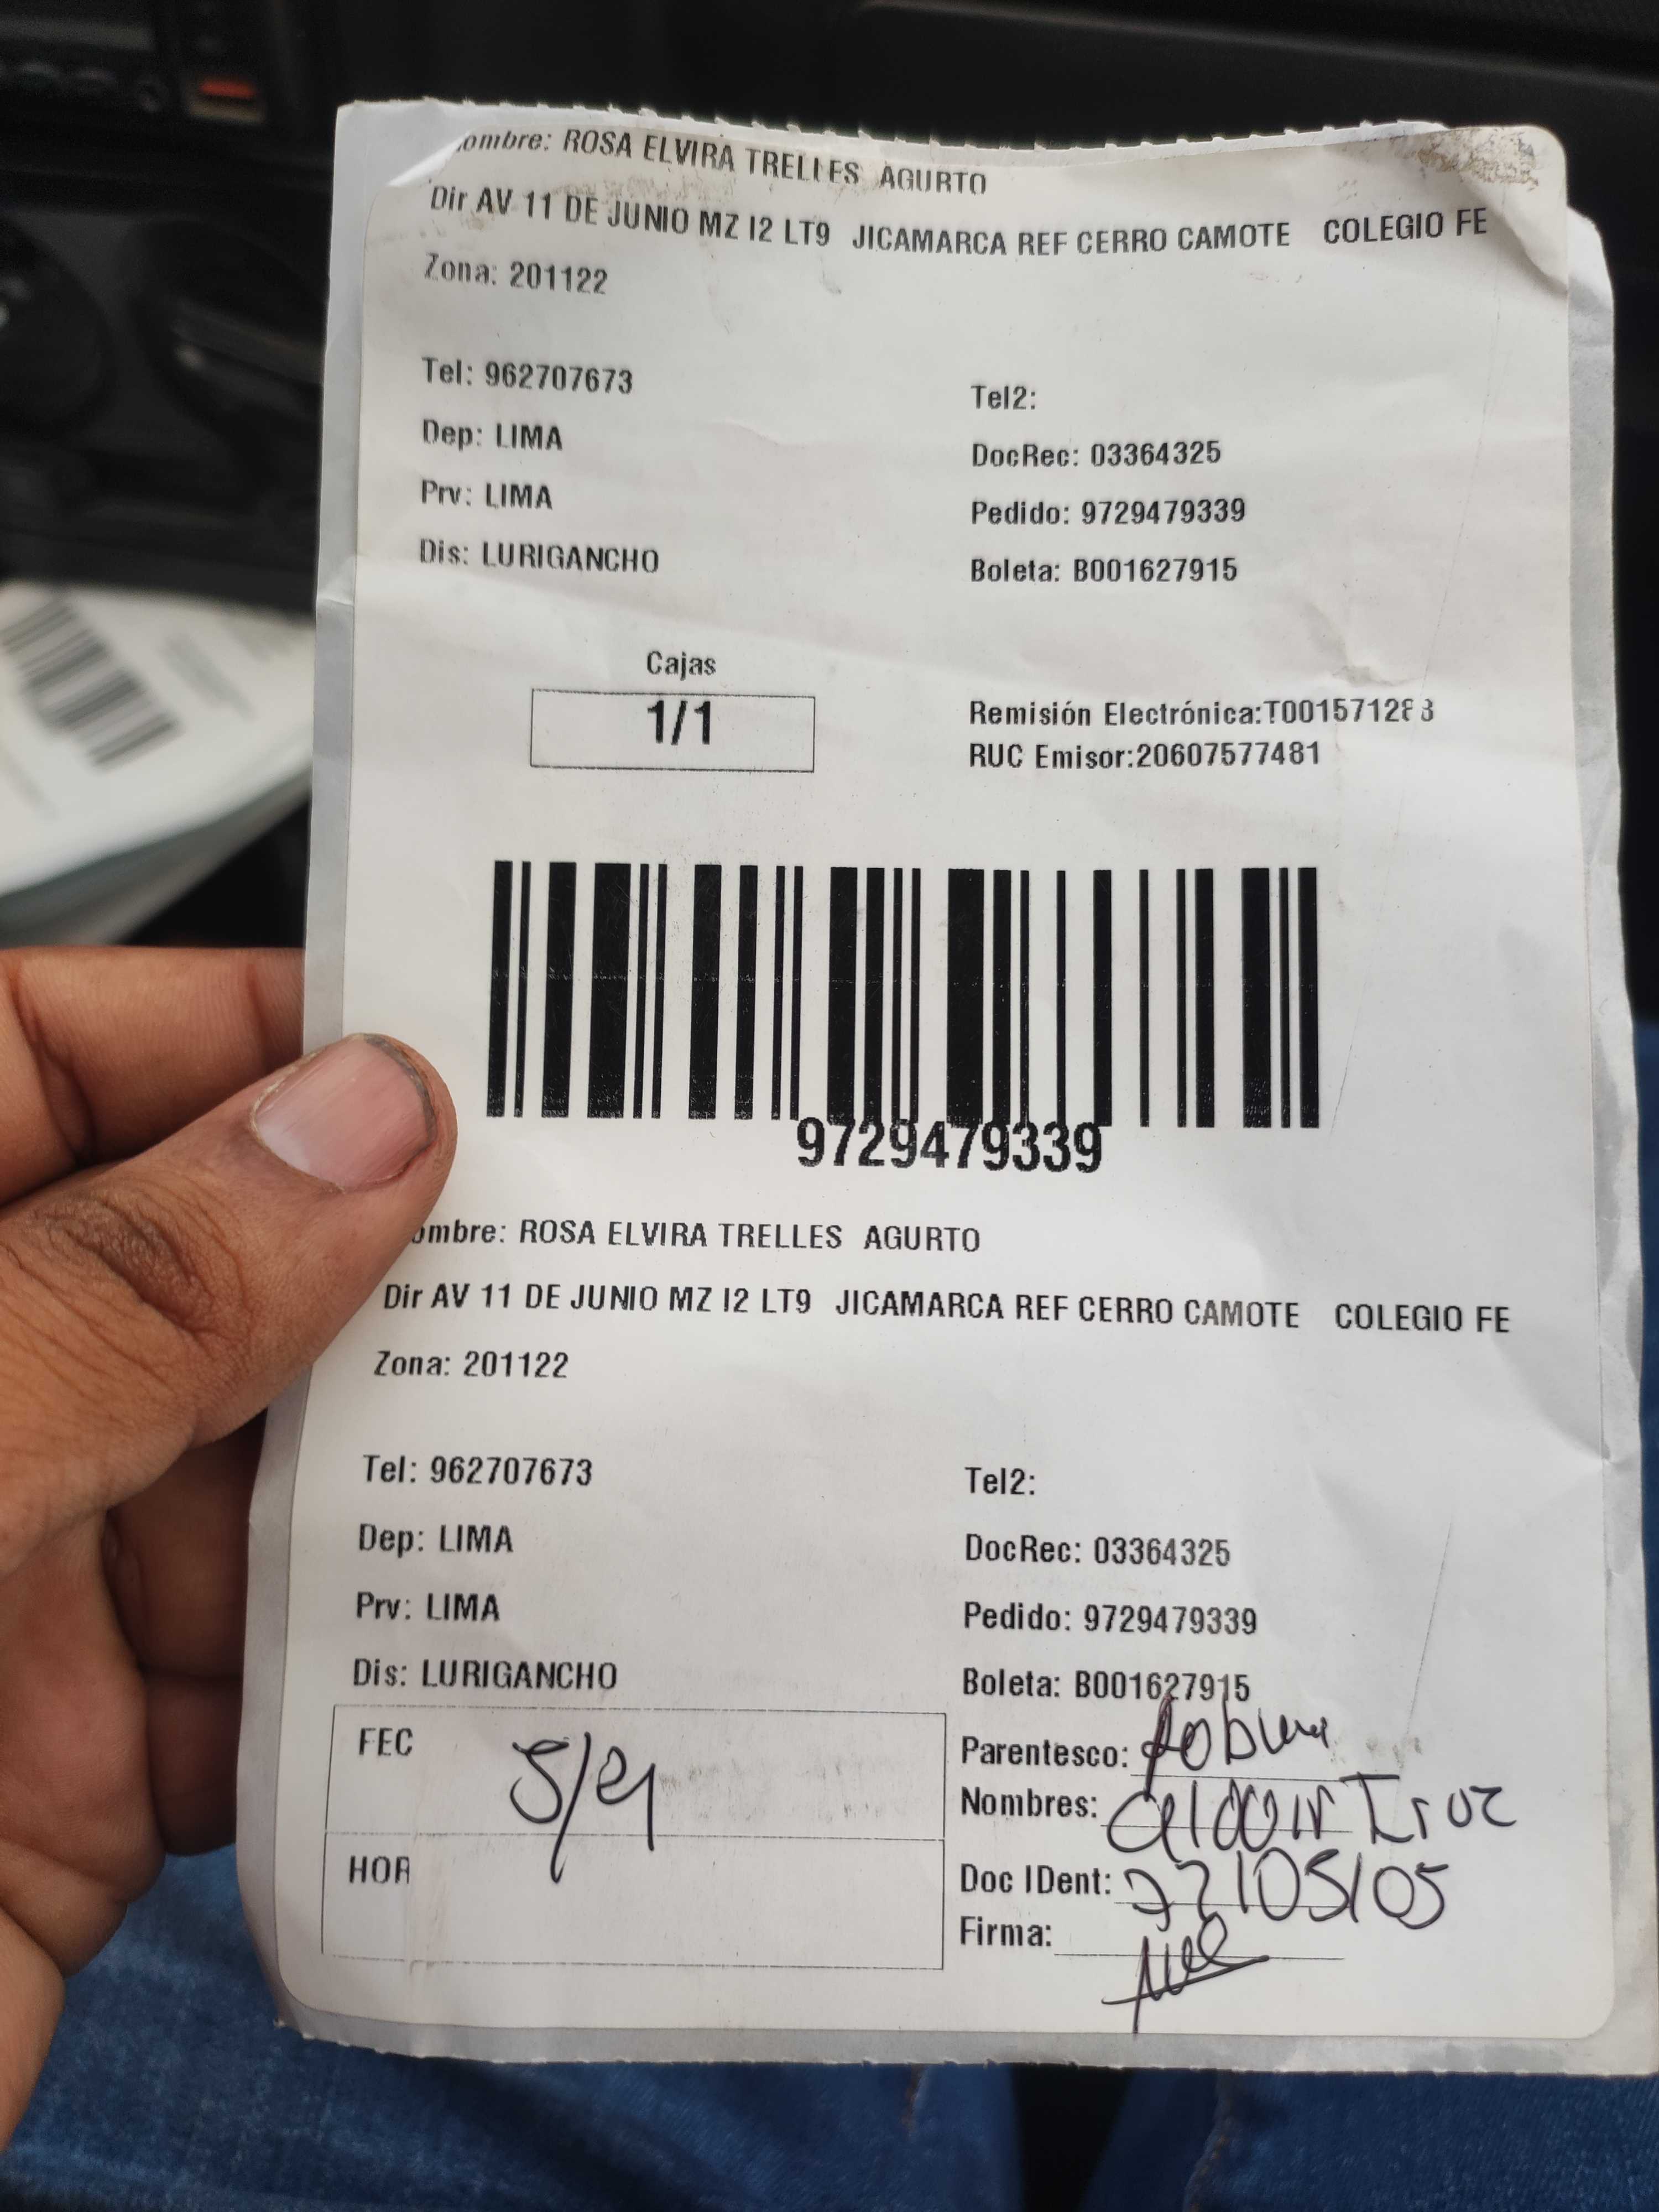 ombre: ROSA ELVIRA TRELLES AGURTO
Dir AV 11 DE JUNIO MZ I2 LT9 JICAMARCA REF CERRO CAMOTE COLEGIO FE
Zona: 201122
Tel: 962707673 Tel2:
Dep: LIMA DocRec: 03364325
Prv: LIMA Pedido: 9729479339
Dis: LURIGANCHO Boleta: B001627915
Cajas
1/1
Remisión Electrónica:T001571288
RUC Emisor:20607577481
9729479339
ombre: ROSA ELVIRA TRELLES AGURTO
Dir AV 11 DE JUNIO MZ I2 LT9 JICAMARCA REF CERRO CAMOTE COLEGIO FE
Zona: 201122
Tel: 962707673 Tel2:
Dep: LIMA DocRec: 03364325
Prv: LIMA Pedido: 9729479339
Dis: LURIGANCHO Boleta: B001627915
FEC
Parentesco:
Nombres:
HOR
Doc IDent: 77105105
Firma: